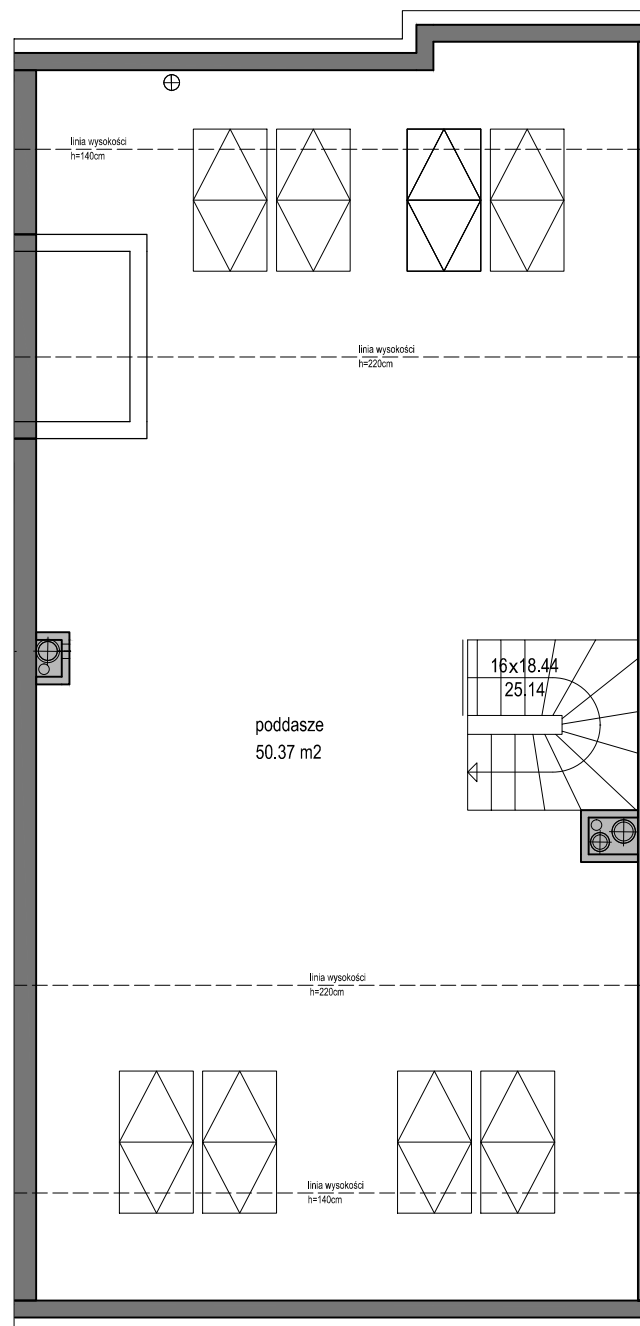 linia wysokości
h=140cm
linia wysokości
h=220cm
16x18.44
25.14
poddasze
50.37 m2
linia wysokości
h=220cm
linia wysokości
h=140cm